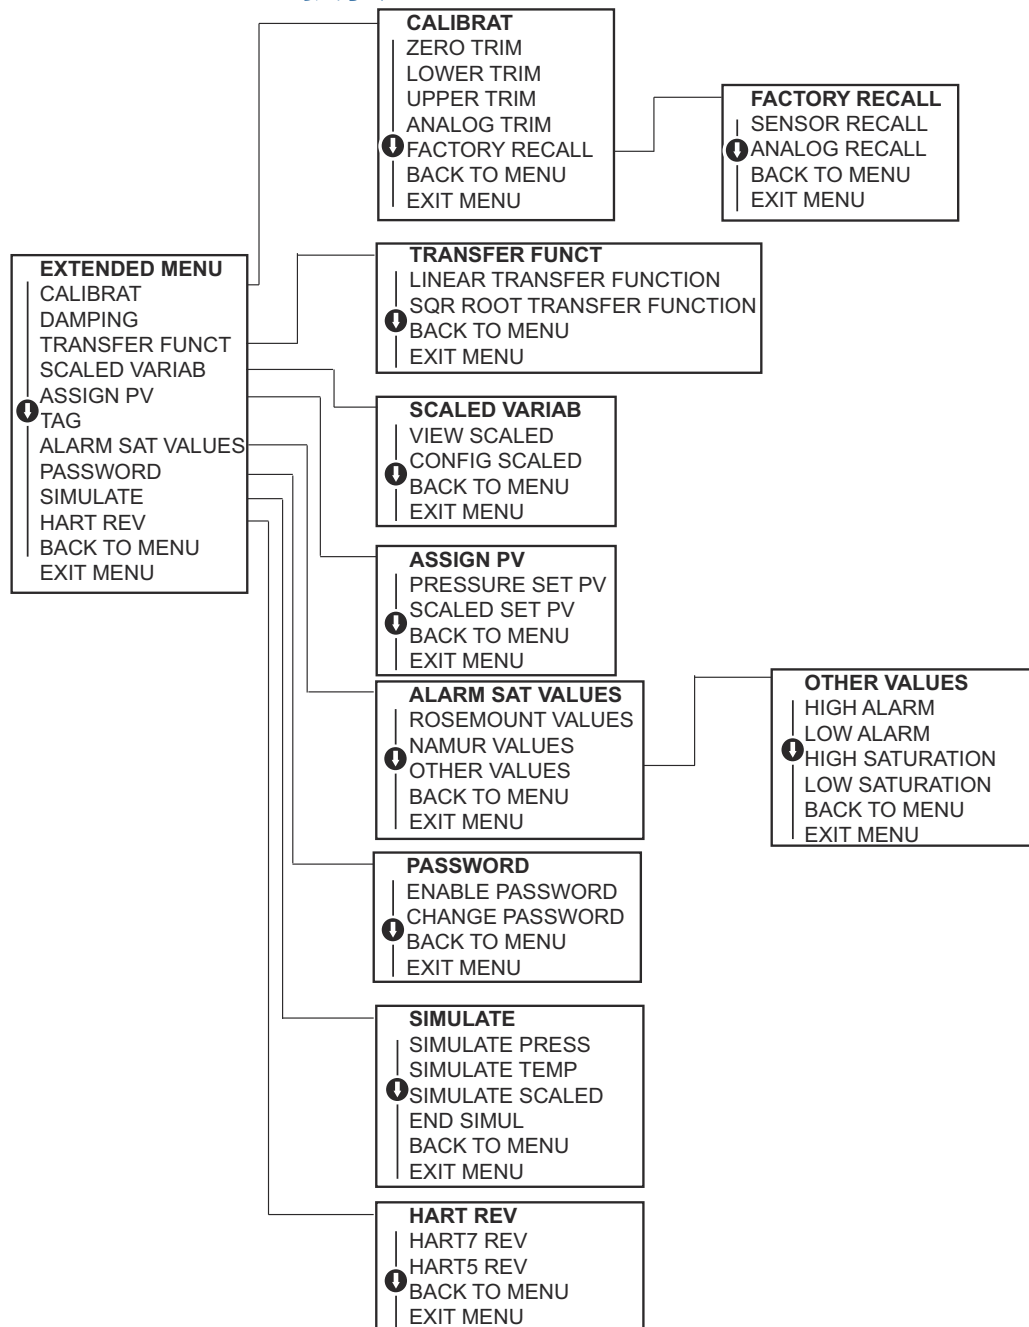 CALIBRAT
ZERO TRIM
LOWER TRIM
UPPER TRIM
ANALOG TRIM
FACTORY RECALL
BACK TO MENU
EXIT MENU
FACTORY RECALL
SENSOR RECALL
ANALOG RECALL
BACK TO MENU
EXIT MENU
EXTENDED MENU
CALIBRAT
DAMPING
TRANSFER FUNCT
SCALED VARIAB
ASSIGN PV
TAG
ALARM SAT VALUES
PASSWORD
SIMULATE
HART REV
BACK TO MENU
EXIT MENU
TRANSFER FUNCT
LINEAR TRANSFER FUNCTION
SQR ROOT TRANSFER FUNCTION
BACK TO MENU
EXIT MENU
SCALED VARIAB
VIEW SCALED
CONFIG SCALED
BACK TO MENU
EXIT MENU
ASSIGN PV
PRESSURE SET PV
SCALED SET PV
BACK TO MENU
EXIT MENU
ALARM SAT VALUES
ROSEMOUNT VALUES
NAMUR VALUES
OTHER VALUES
BACK TO MENU
EXIT MENU
OTHER VALUES
HIGH ALARM
LOW ALARM
HIGH SATURATION
LOW SATURATION
BACK TO MENU
EXIT MENU
PASSWORD
ENABLE PASSWORD
CHANGE PASSWORD
BACK TO MENU
EXIT MENU
SIMULATE
SIMULATE PRESS
SIMULATE TEMP
SIMULATE SCALED
END SIMUL
BACK TO MENU
EXIT MENU
HART REV
HART7 REV
HART5 REV
BACK TO MENU
EXIT MENU